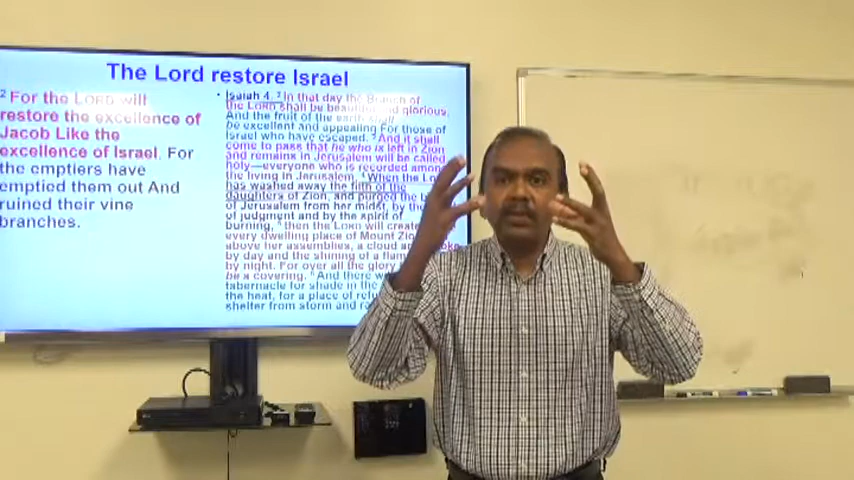 The Lord restore Israel
2 For the LORD will
restore the excellence of
Jacob Like the
excellence of Israel, For
the emptiers have
emptied them out And
ruined their vine
branches.
• Isaiah 4. 2 In that day the Branch of
the LORD shall be beautiful and glorious;
And the fruit of the earth shall
be excellent and appealing For those of
Israel who have escaped. 3 And it shall
come to pass that he who is left in Zion
and remains in Jerusalem will be called
holy—everyone who is recorded among
the living in Jerusalem. 4 When the
has washed away the filth of the
daughters of Zion, and purged the
of Jerusalem from her midst, by the
of judgment and by the spirit of
burning, 5 then the LORD will create
every dwelling place of Mount Zion
above her assemblies, a cloud
by day and the shining of a
by night. For over all the glory
be a covering. 6 And there
tabernacle for shade in the
the heat, for a place of
shelter from storm and